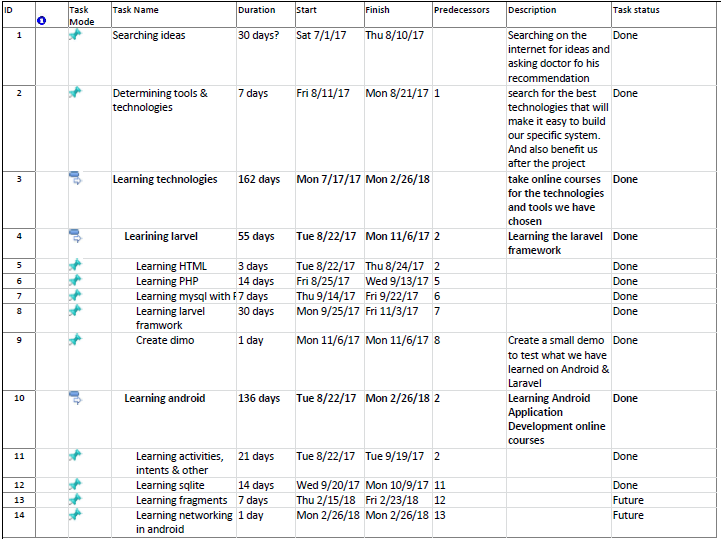 ID Task Mode Task Name Duration Start Finish Predecessors Description Task status
1 Searching ideas 30 days? Sat 7/1/17 Thu 8/10/17 Searching on the internet for ideas and asking doctor fo his recommendation Done
2 Determining tools & technologies 7 days Fri 8/11/17 Mon 8/21/17 1 search for the best technologies that will make it easy to build our specific system. And also benefit us after the project Done
3 Learning technologies 162 days Mon 7/17/17 Mon 2/26/18 take online courses for the technologies and tools we have chosen Done
4 Learining larvel 55 days Tue 8/22/17 Mon 11/6/17 2 Learning the laravel framework Done
5 Learning HTML 3 days Tue 8/22/17 Thu 8/24/17 2 Done
6 Learning PHP 14 days Fri 8/25/17 Wed 9/13/17 5 Done
7 Learning mysql with 7 days Thu 9/14/17 Fri 9/22/17 6 Done
8 Learning larvel framwork 30 days Mon 9/25/17 Fri 11/3/17 7 Done
9 Create dimo 1 day Mon 11/6/17 Mon 11/6/17 8 Create a small demo to test what we have learned on Android & Laravel Done
10 Learning android 136 days Tue 8/22/17 Mon 2/26/18 2 Learning Android Application Development online courses Done
11 Learning activities, intents & other 21 days Tue 8/22/17 Tue 9/19/17 2 Done
12 Learning sqlite 14 days Wed 9/20/17 Mon 10/9/17 11 Done
13 Learning fragments 7 days Thu 2/15/18 Fri 2/23/18 12 Future
14 Learning networking in android 1 day Mon 2/26/18 Mon 2/26/18 13 Future